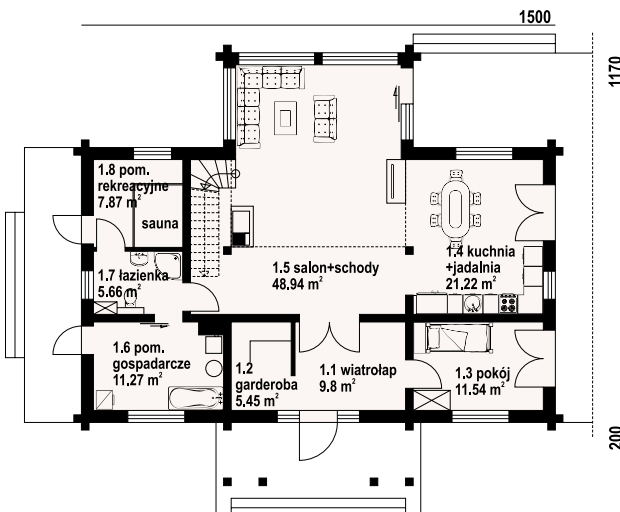 1500
1170
1.8 pom.
rekreacyjne
7.87 m²
sauna
1.7 łazienka
5.66 m²
1.5 salon+schody
48,94 m²
1.4 kuchnia
+jadalnia
21,22 m²
1.6 pom.
gospadarcze
11,27 m²
1.2
garderoba
5,45 m²
1.1 wiatrołap
9.8 m²
1.3 pokój
11.54 m²
200